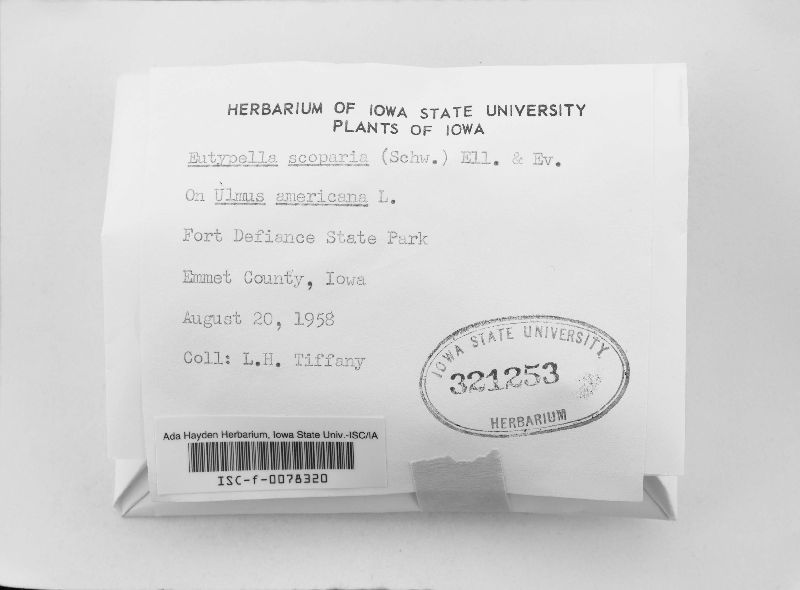 HERBARIUM OF IOWA STATE UNIVERSITY
PLANTS OF IOWA
Eutypella scoparia (Schw.) Ell. & Ev.
On Ulmus americana L.
Fort Defiance State Park
Emmet County, Iowa
August 20, 1958
Coll: L.H. Tiffany
IOWA STATE UNIVERSITY
321253
HERBARIUM
Ada Hayden Herbarium, Iowa State Univ.-ISC/IA
ISC-f-0078320